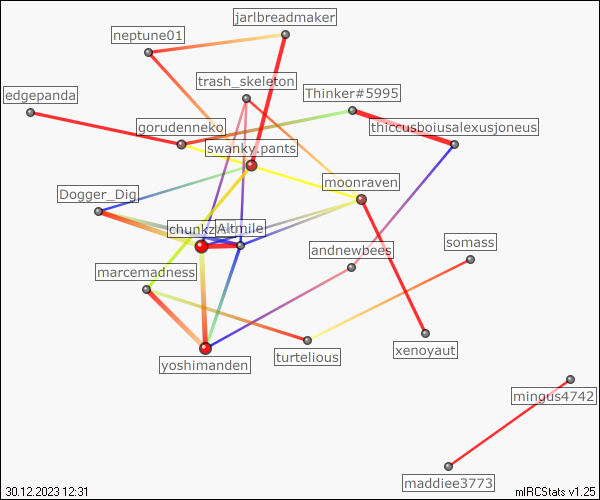 jarlbreadmaker
neptune01
trash_skeleton
Thinker#5995
edgepanda
gorudenneko
thiccusboiusalexusjoneus
swanky.pants
moonraven
Dogger_Dig
Altmile
andnewbees
somass
marcemadness
xenoyaut
turtelious
yoshimanden
mingus4742
maddiee3773
30.12.2023 12:31
mIRCStats v1.25